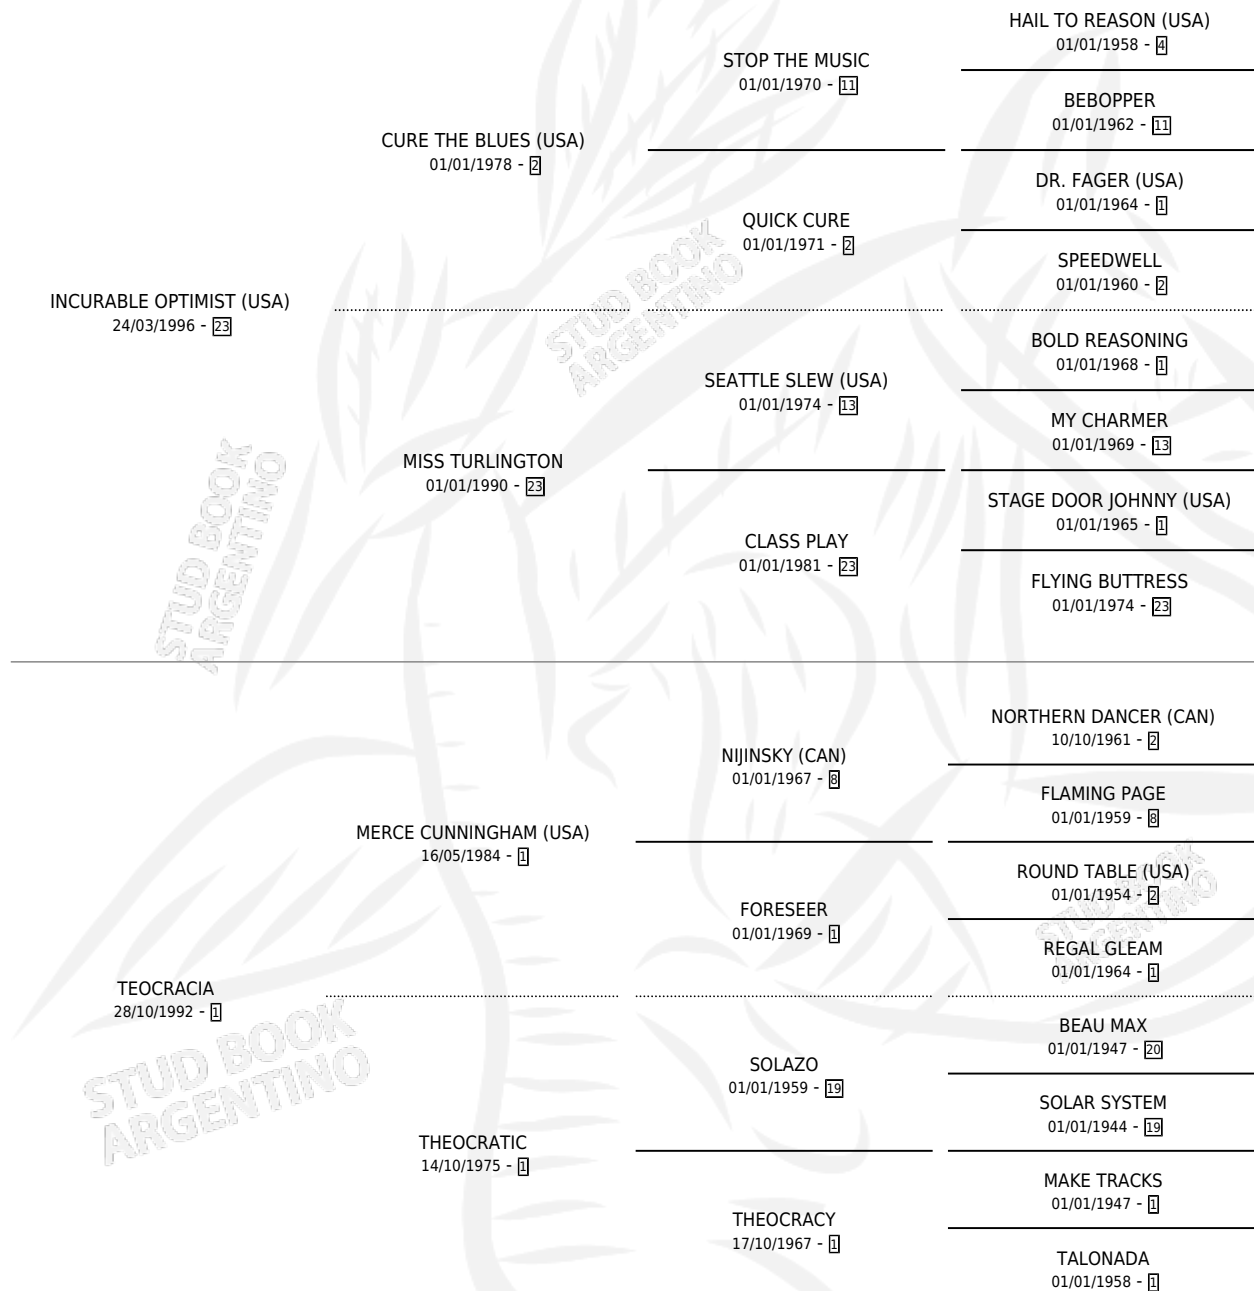 HAIL TO REASON (USA)
01/01/1958 - 4
STOP THE MUSIC
01/01/1970 - 11
BEBOPPER
01/01/1962 - 11
CURE THE BLUES (USA)
01/01/1978 - 2
DR. FAGER (USA)
01/01/1964 - 1
QUICK CURE
01/01/1971 - 2
SPEEDWELL
01/01/1960 - 2
INCURABLE OPTIMIST (USA)
24/03/1996 - 23
BOLD REASONING
01/01/1968 - 1
SEATTLE SLEW (USA)
01/01/1974 - 13
MY CHARMER
01/01/1969 - 13
MISS TURLINGTON
01/01/1990 - 23
STAGE DOOR JOHNNY (USA)
01/01/1965 - 1
CLASS PLAY
01/01/1981 - 23
FLYING BUTTRESS
01/01/1974 - 23
NORTHERN DANCER (CAN)
10/10/1961 - 2
NIJINSKY (CAN)
01/01/1967 - 8
FLAMING PAGE
01/01/1959 - 8
MERCE CUNNINGHAM (USA)
16/05/1984 - 1
ROUND TABLE (USA)
01/01/1954 - 2
FORESEER
01/01/1969 - 1
REGAL GLEAM
01/01/1964 - 1
TEOCRACIA
28/10/1992 - 1
BEAU MAX
01/01/1947 - 20
SOLAZO
01/01/1959 - 19
SOLAR SYSTEM
01/01/1944 - 19
THEOCRATIC
14/10/1975 - 1
MAKE TRACKS
01/01/1947 - 1
THEOCRACY
17/10/1967 - 1
TALONADA
01/01/1958 - 1
STUD BOOK
ARGENTINO
STUD BOOK
ARGENTINO
STUD BOOK
ARGENTINO
STUD BOOK
ARGENTINO